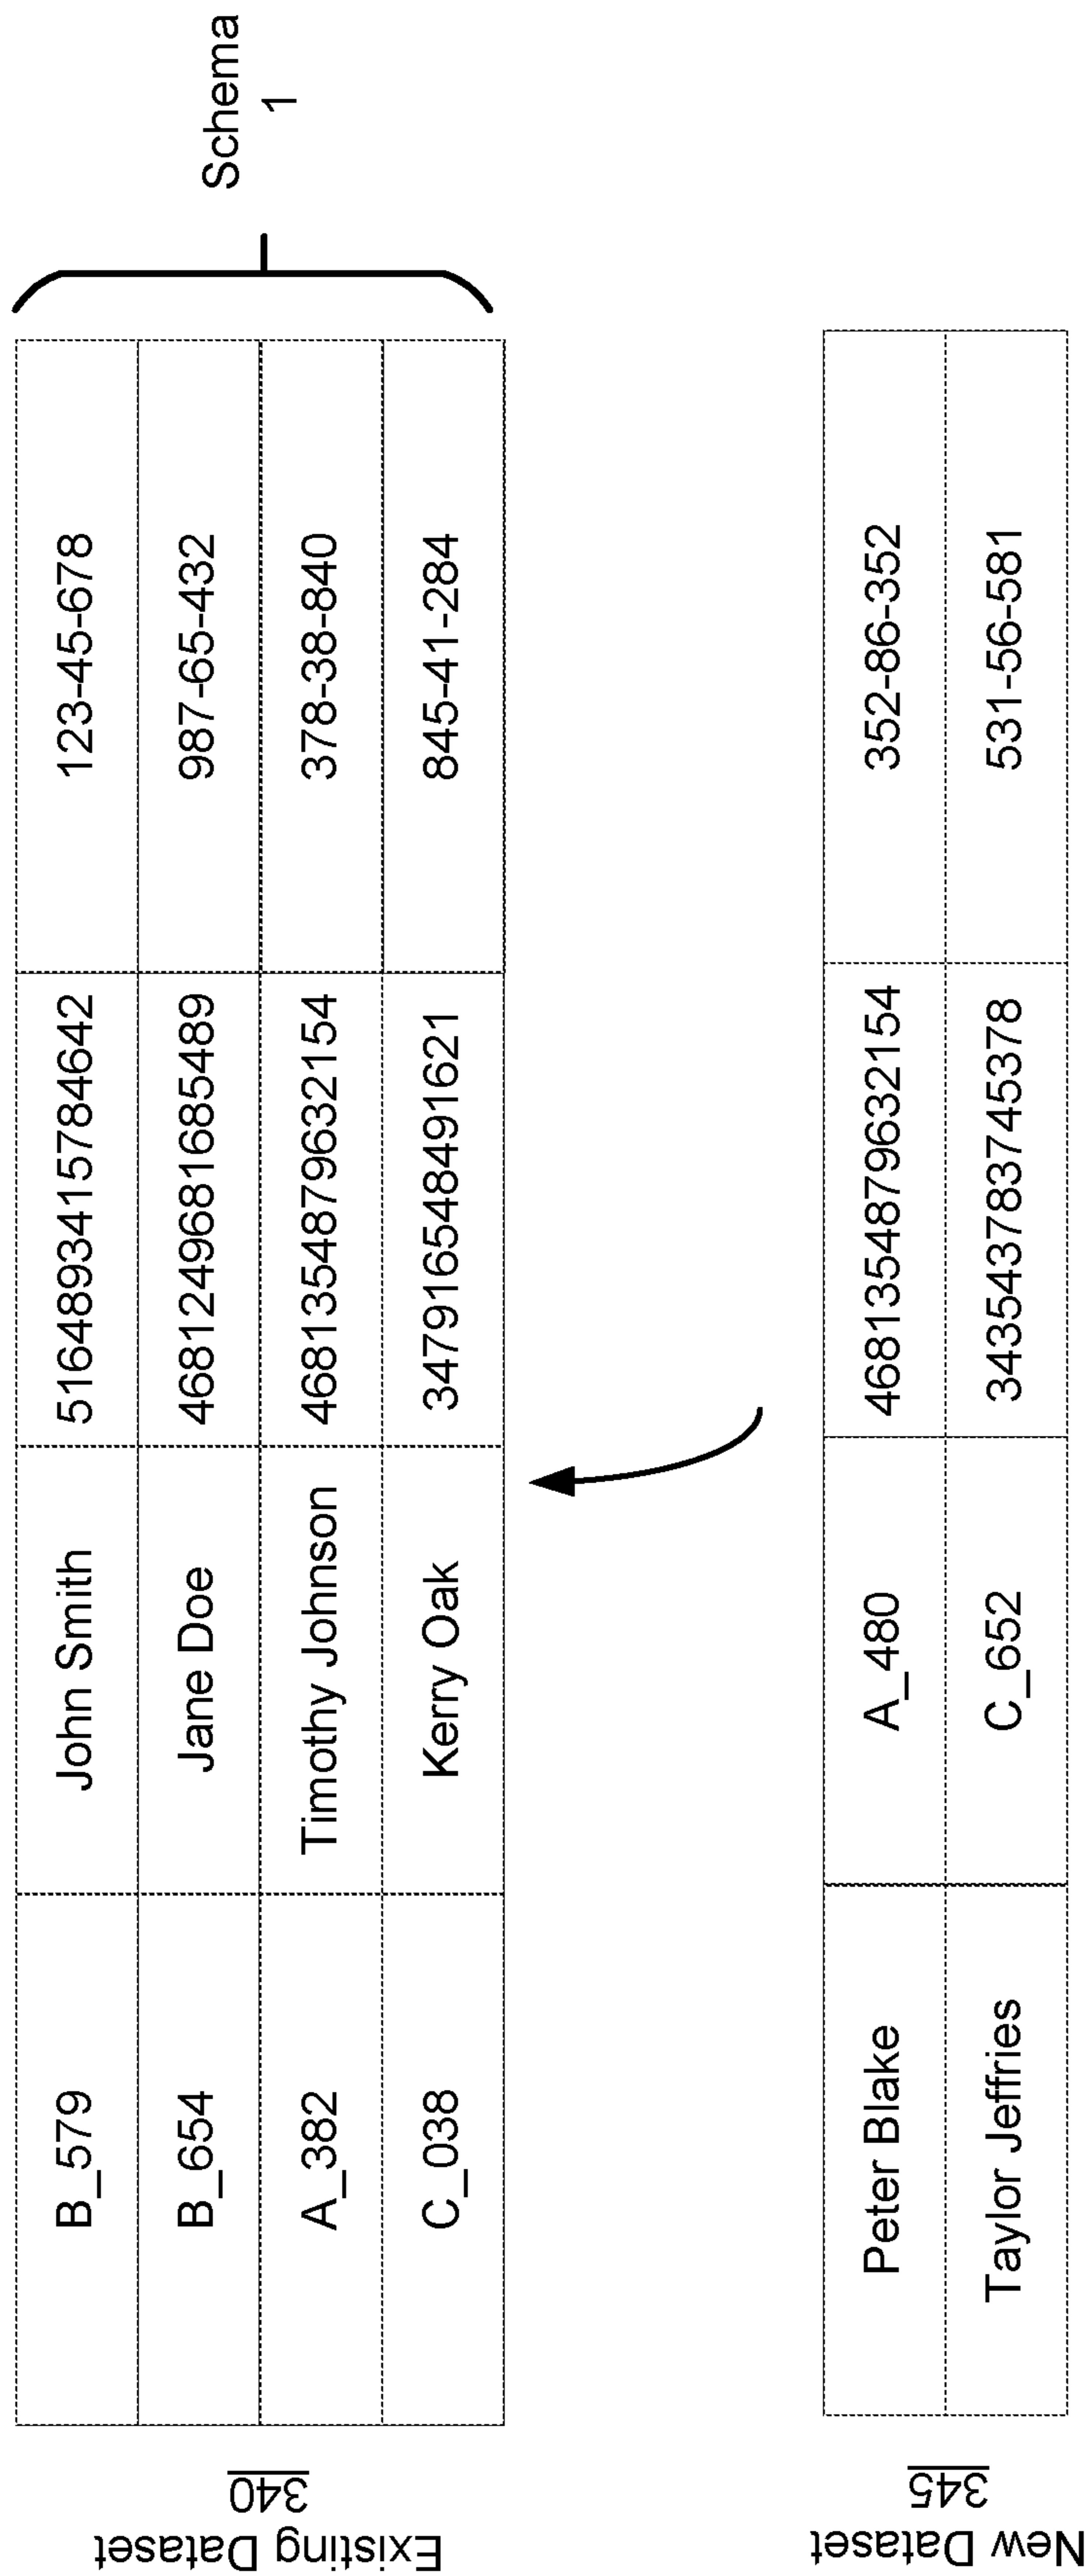 Existing Dataset
340
B_579 John Smith 5164893415784642 123-45-678
B_654 Jane Doe 4681249681685489 987-65-432
A_382 Timothy Johnson 4681354879632154 378-38-840
C_038 Kerry Oak 347916548491621 845-41-284
Schema
1
New Dataset
345
Peter Blake A_480 4681354879632154 352-86-352
Taylor Jeffries C_652 343543783745378 531-56-581